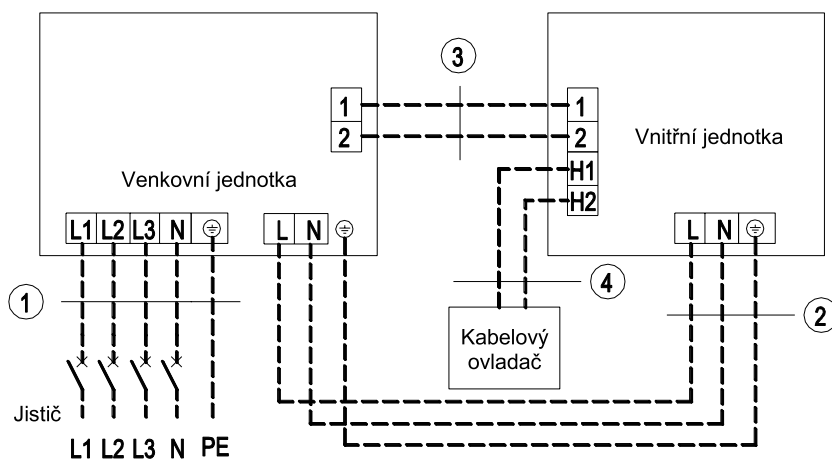 3
1
1
2
2
Vnitřní jednotka
Venkovní jednotka
H1
H2
L1 L2 L3 N
L N
L N
1
4
2
Kabelový
ovladač
Jistič
L1 L2 L3 N PE